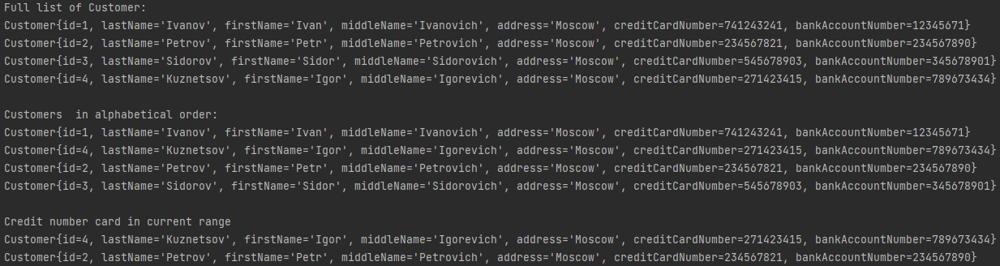 Full list of Customer:
Customer{id=1, lastName='Ivanov', firstName='Ivan', middleName='Ivanovich', address='Moscow', creditCardNumber=741243241, bankAccountNumber=12345671}
Customer{id=2, lastName='Petrov', firstName='Petr', middleName='Petrovich', address='Moscow', creditCardNumber=234567821, bankAccountNumber=234567890}
Customer{id=3, lastName='Sidorov', firstName='Sidor', middleName='Sidorovich', address='Moscow', creditCardNumber=545678903, bankAccountNumber=345678901}
Customer{id=4, lastName='Kuznetsov', firstName='Igor', middleName='Igorevich', address='Moscow', creditCardNumber=271423415, bankAccountNumber=789673434}
Customers  in alphabetical order:
Customer{id=1, lastName='Ivanov', firstName='Ivan', middleName='Ivanovich', address='Moscow', creditCardNumber=741243241, bankAccountNumber=12345671}
Customer{id=4, lastName='Kuznetsov', firstName='Igor', middleName='Igorevich', address='Moscow', creditCardNumber=271423415, bankAccountNumber=789673434}
Customer{id=2, lastName='Petrov', firstName='Petr', middleName='Petrovich', address='Moscow', creditCardNumber=234567821, bankAccountNumber=234567890}
Customer{id=3, lastName='Sidorov', firstName='Sidor', middleName='Sidorovich', address='Moscow', creditCardNumber=545678903, bankAccountNumber=345678901}
Credit number card in current range
Customer{id=4, lastName='Kuznetsov', firstName='Igor', middleName='Igorevich', address='Moscow', creditCardNumber=271423415, bankAccountNumber=789673434}
Customer{id=2, lastName='Petrov', firstName='Petr', middleName='Petrovich', address='Moscow', creditCardNumber=234567821, bankAccountNumber=234567890}